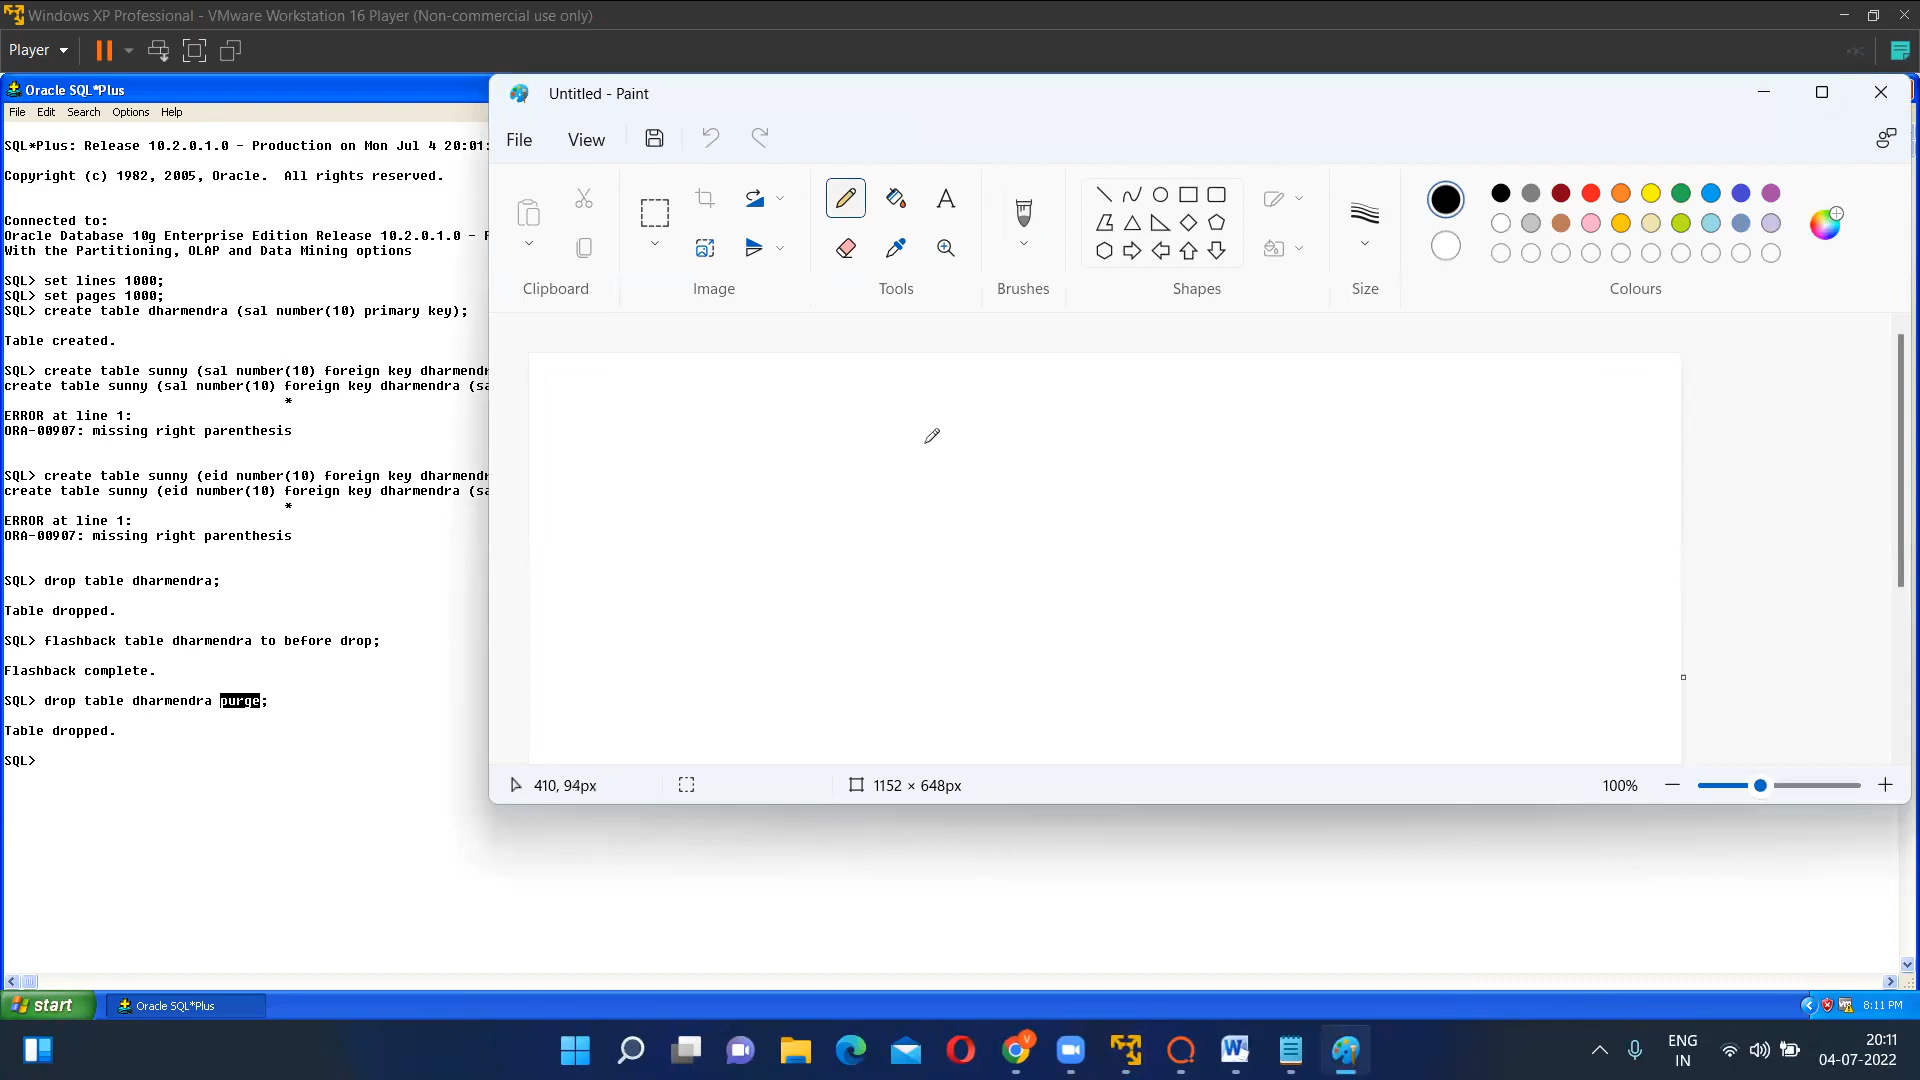 Windows XP Professional - VMware Workstation 16 Player (Non-commercial use only)
Player
Oracle SQL*Plus
File Edit Search Options Help
SQL*Plus: Release 10.2.0.1.0 - Production on Mon Jul 4 20:01:
Copyright (c) 1982, 2005, Oracle.  All rights reserved.
Connected to:
Oracle Database 10g Enterprise Edition Release 10.2.0.1.0 -
With the Partitioning, OLAP and Data Mining options
SQL> set lines 1000;
SQL> set pages 1000;
SQL> create table dharmendra (sal number(10) primary key);
Table created.
SQL> create table sunny (sal number(10) foreign key dharmendr
create table sunny (sal number(10) foreign key dharmendra (sa
*
ERROR at line 1:
ORA-00907: missing right parenthesis
SQL> create table sunny (eid number(10) foreign key dharmendr
create table sunny (eid number(10) foreign key dharmendra (sa
*
ERROR at line 1:
ORA-00907: missing right parenthesis
SQL> drop table dharmendra;
Table dropped.
SQL> flashback table dharmendra to before drop;
Flashback complete.
SQL> drop table dharmendra purge;
Table dropped.
SQL>
Untitled - Paint
File View
A
Clipboard Image Tools Brushes Shapes Size Colours
410, 94px 1152 × 648px 100%
start Oracle SQL*Plus 8:11 PM
ENG
IN
20:11
04-07-2022